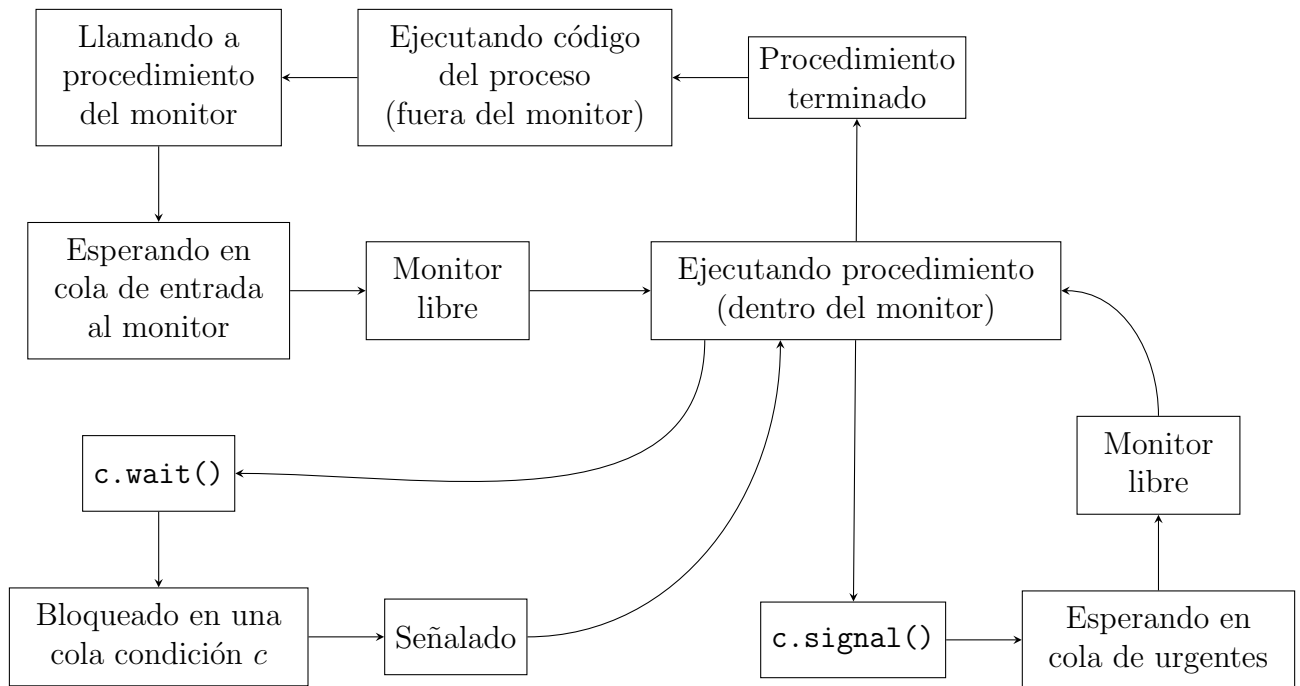 Llamando a
procedimiento
del monitor
Ejecutando código
del proceso
(fuera del monitor)
Procedimiento
terminado
Esperando en
cola de entrada
al monitor
Monitor
libre
Ejecutando procedimiento
(dentro del monitor)
c.wait()
Monitor
libre
Bloqueado en una
cola condición c
Señalado
c.signal()
Esperando en
cola de urgentes